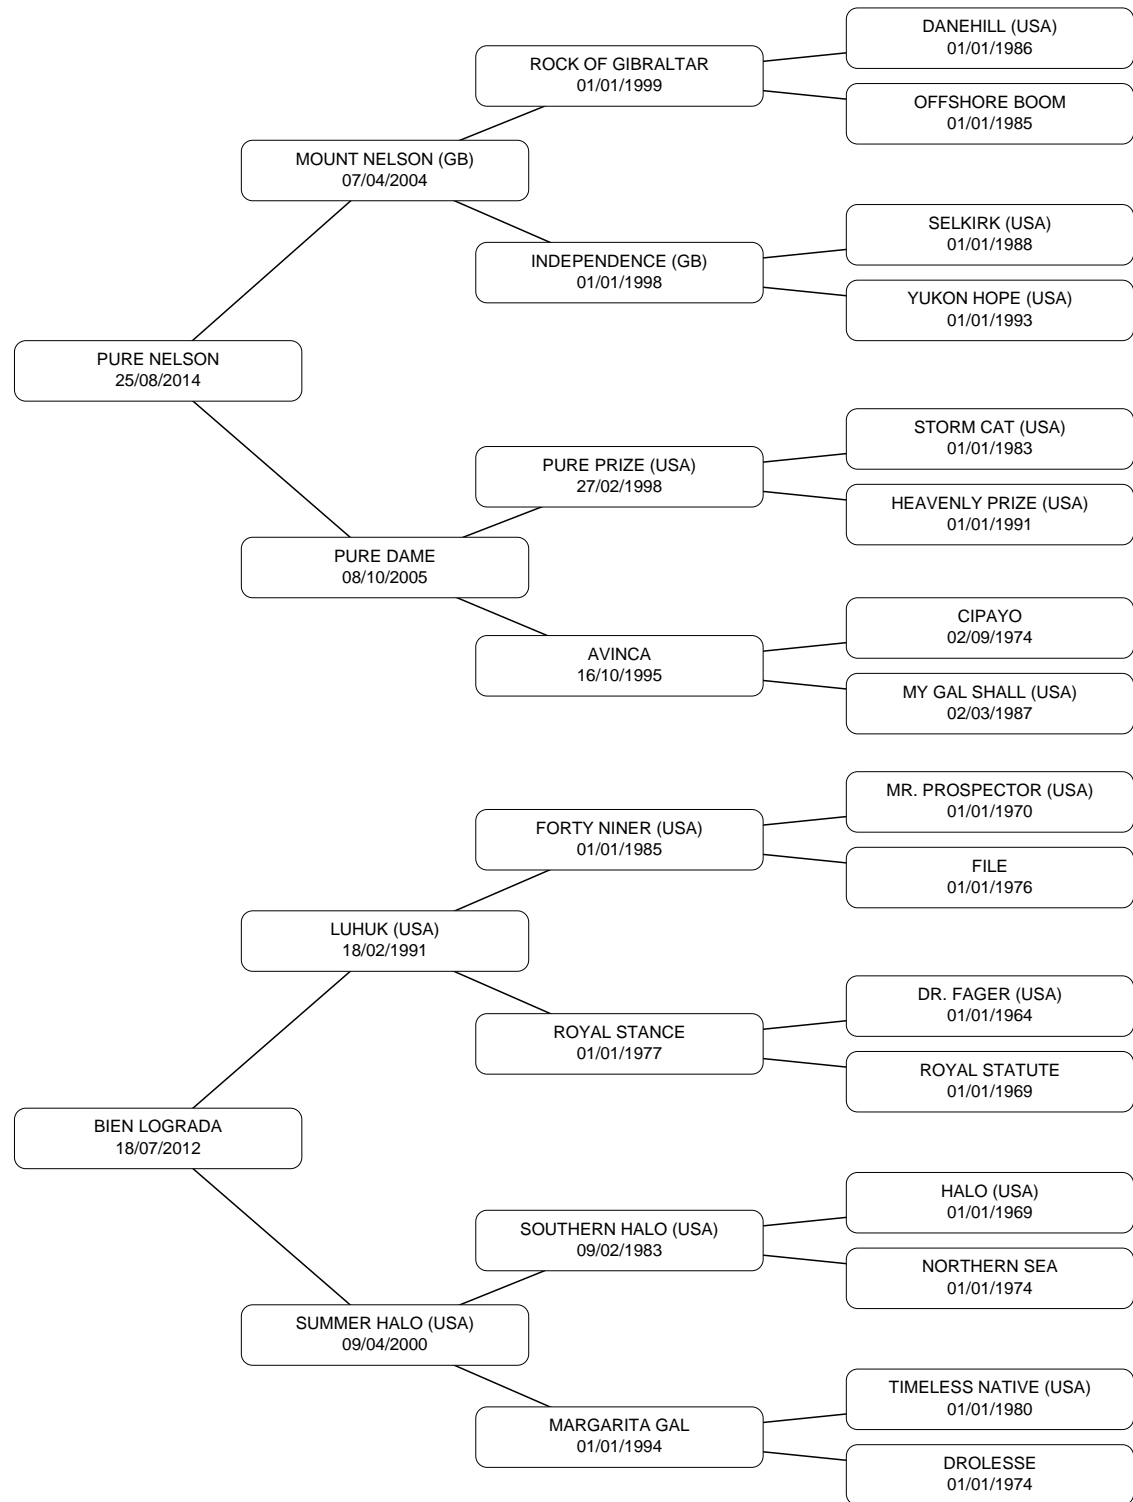 DANEHILL (USA)
01/01/1986
ROCK OF GIBRALTAR
01/01/1999
OFFSHORE BOOM
01/01/1985
MOUNT NELSON (GB)
07/04/2004
SELKIRK (USA)
01/01/1988
INDEPENDENCE (GB)
01/01/1998
YUKON HOPE (USA)
01/01/1993
PURE NELSON
25/08/2014
STORM CAT (USA)
01/01/1983
PURE PRIZE (USA)
27/02/1998
HEAVENLY PRIZE (USA)
01/01/1991
PURE DAME
08/10/2005
CIPAYO
02/09/1974
AVINCA
16/10/1995
MY GAL SHALL (USA)
02/03/1987
MR. PROSPECTOR (USA)
01/01/1970
FORTY NINER (USA)
01/01/1985
FILE
01/01/1976
LUHUK (USA)
18/02/1991
DR. FAGER (USA)
01/01/1964
ROYAL STANCE
01/01/1977
ROYAL STATUTE
01/01/1969
BIEN LOGRADA
18/07/2012
HALO (USA)
01/01/1969
SOUTHERN HALO (USA)
09/02/1983
NORTHERN SEA
01/01/1974
SUMMER HALO (USA)
09/04/2000
TIMELESS NATIVE (USA)
01/01/1980
MARGARITA GAL
01/01/1994
DROLESSE
01/01/1974